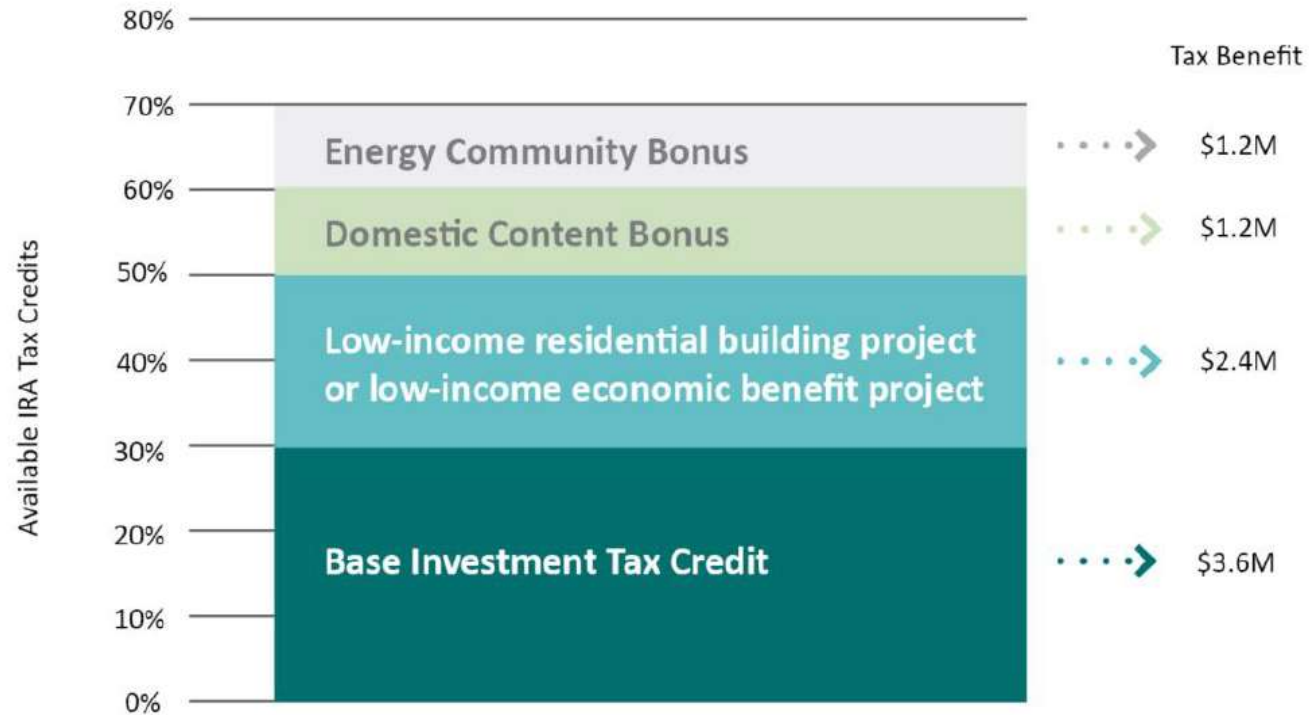 80%
Tax Benefit
70%
Energy Community Bonus
$1.2M
60%
Domestic Content Bonus
$1.2M
50%
Low-income residential building project
or low-income economic benefit project
40%
$2.4M
30%
Available IRA Tax Credits
20%
Base Investment Tax Credit
$3.6M
10%
0%